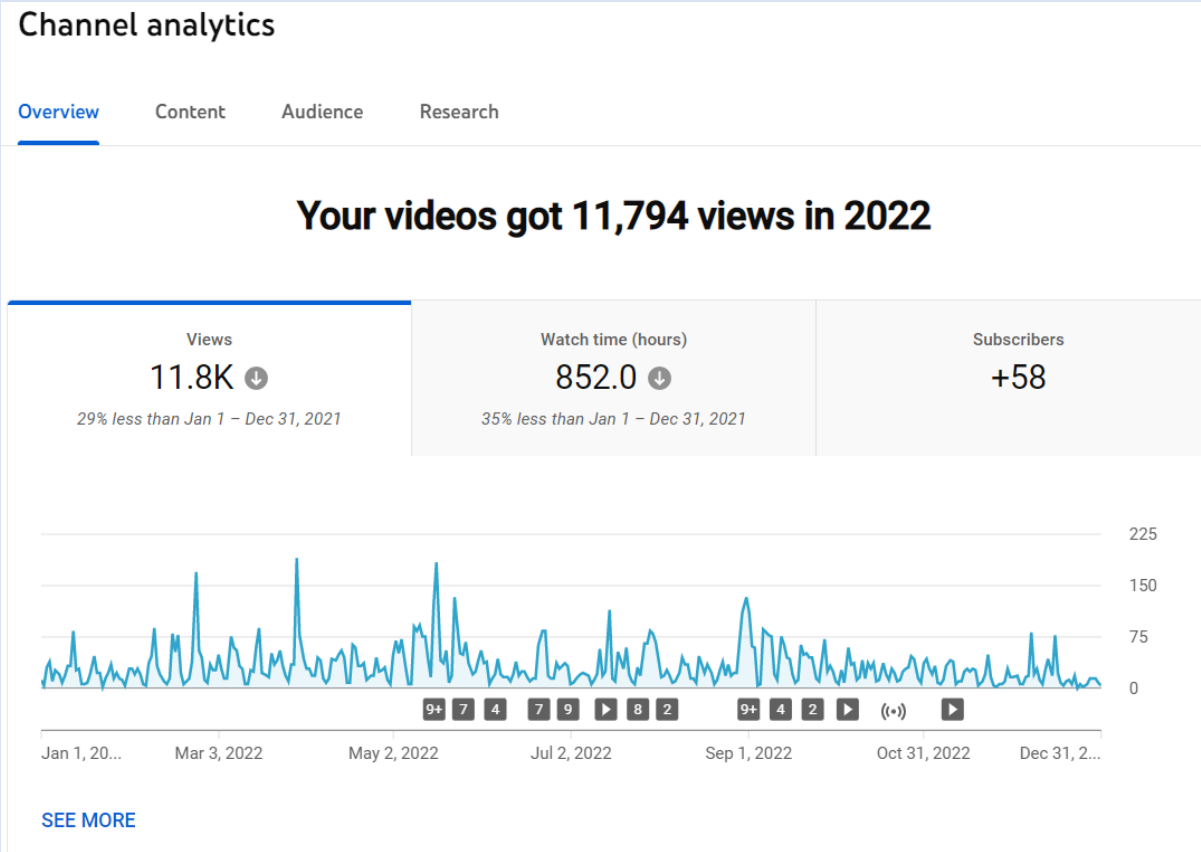 Channel analytics
Overview Content Audience Research
Your videos got 11,794 views in 2022
Views Watch time (hours) Subscribers
11.8K 852.0 +58
29% less than Jan 1 – Dec 31, 2021 35% less than Jan 1 – Dec 31, 2021
225
150
75
0
9+ 7 4 7 9 8 2 9+ 4 2
Jan 1, 20... Mar 3, 2022 May 2, 2022 Jul 2, 2022 Sep 1, 2022 Oct 31, 2022 Dec 31, 2...
SEE MORE